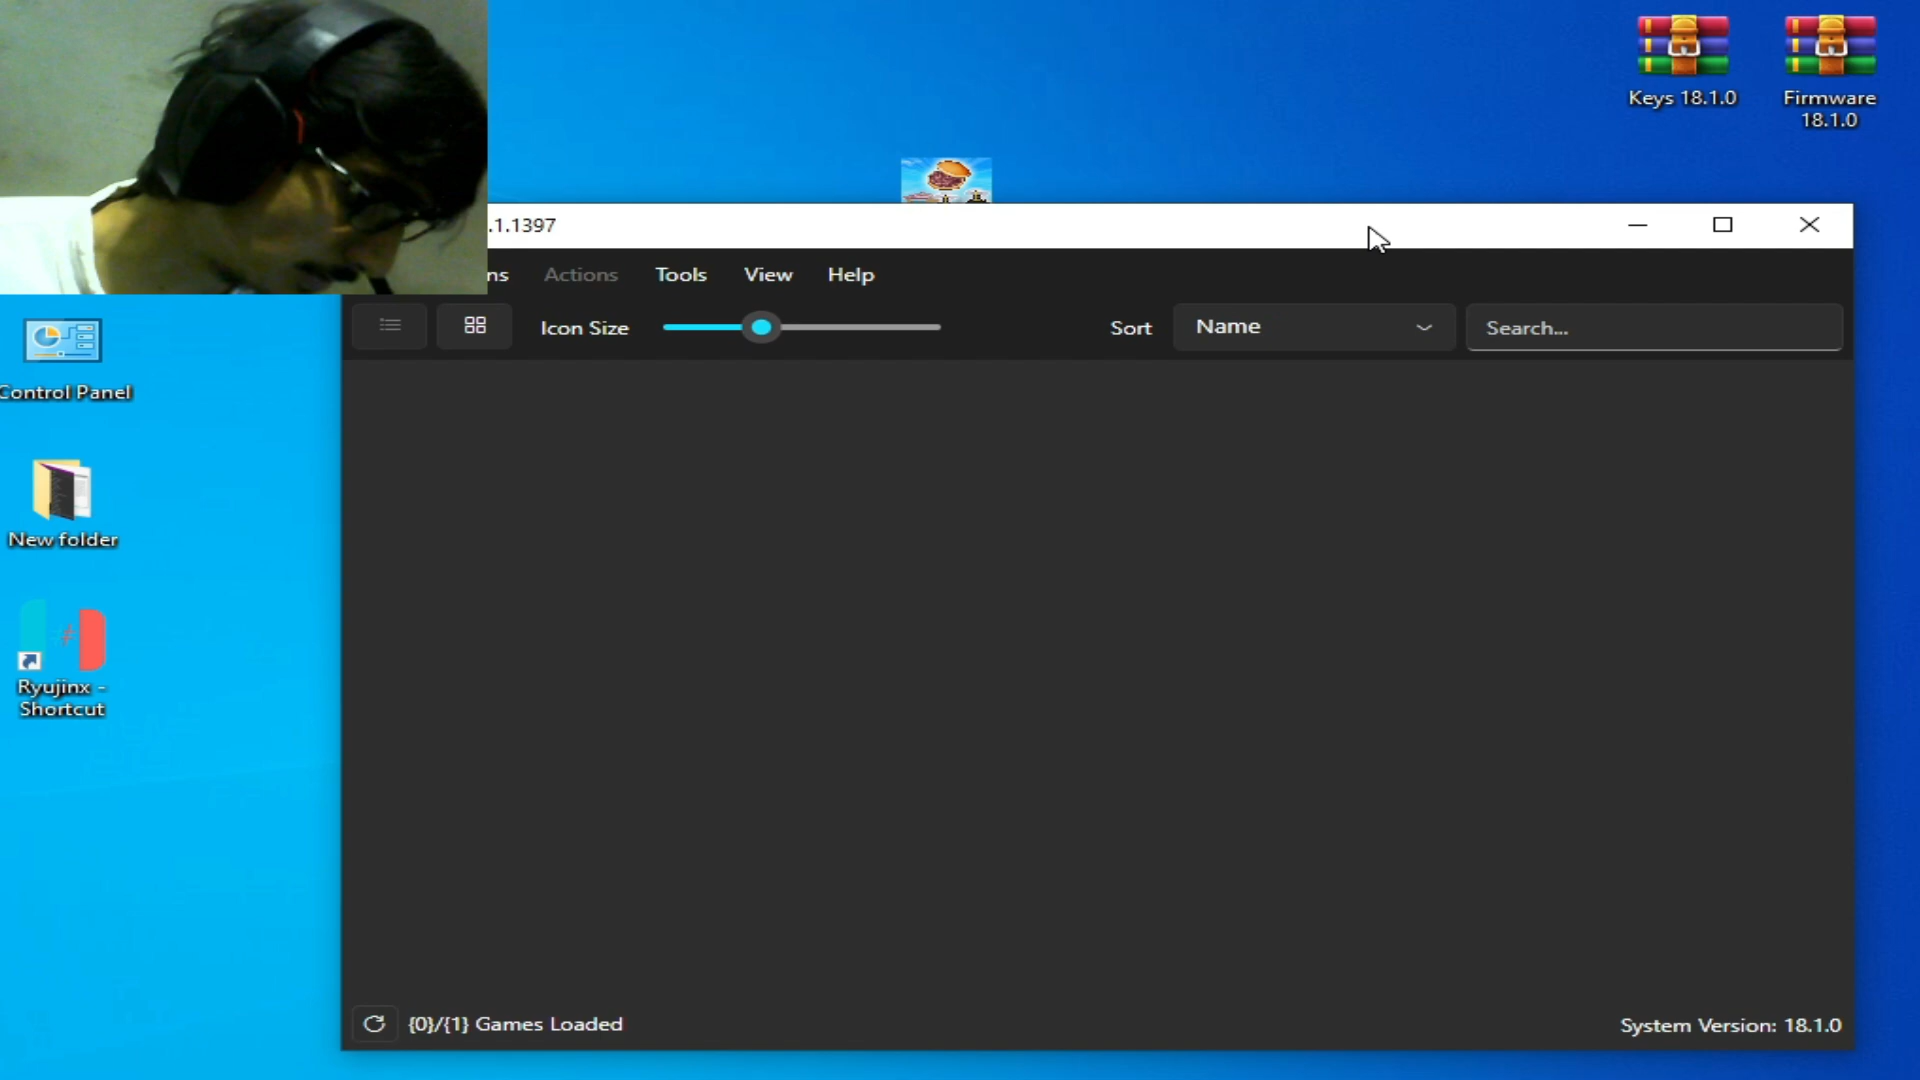 Keys 18.1.0
Firmware
18.1.0
.1.1397
ns
Actions
Tools
View
Help
Icon Size
Sort
Name
Search...
Control Panel
New folder
Ryujinx -
Shortcut
{0}/{1} Games Loaded
System Version: 18.1.0